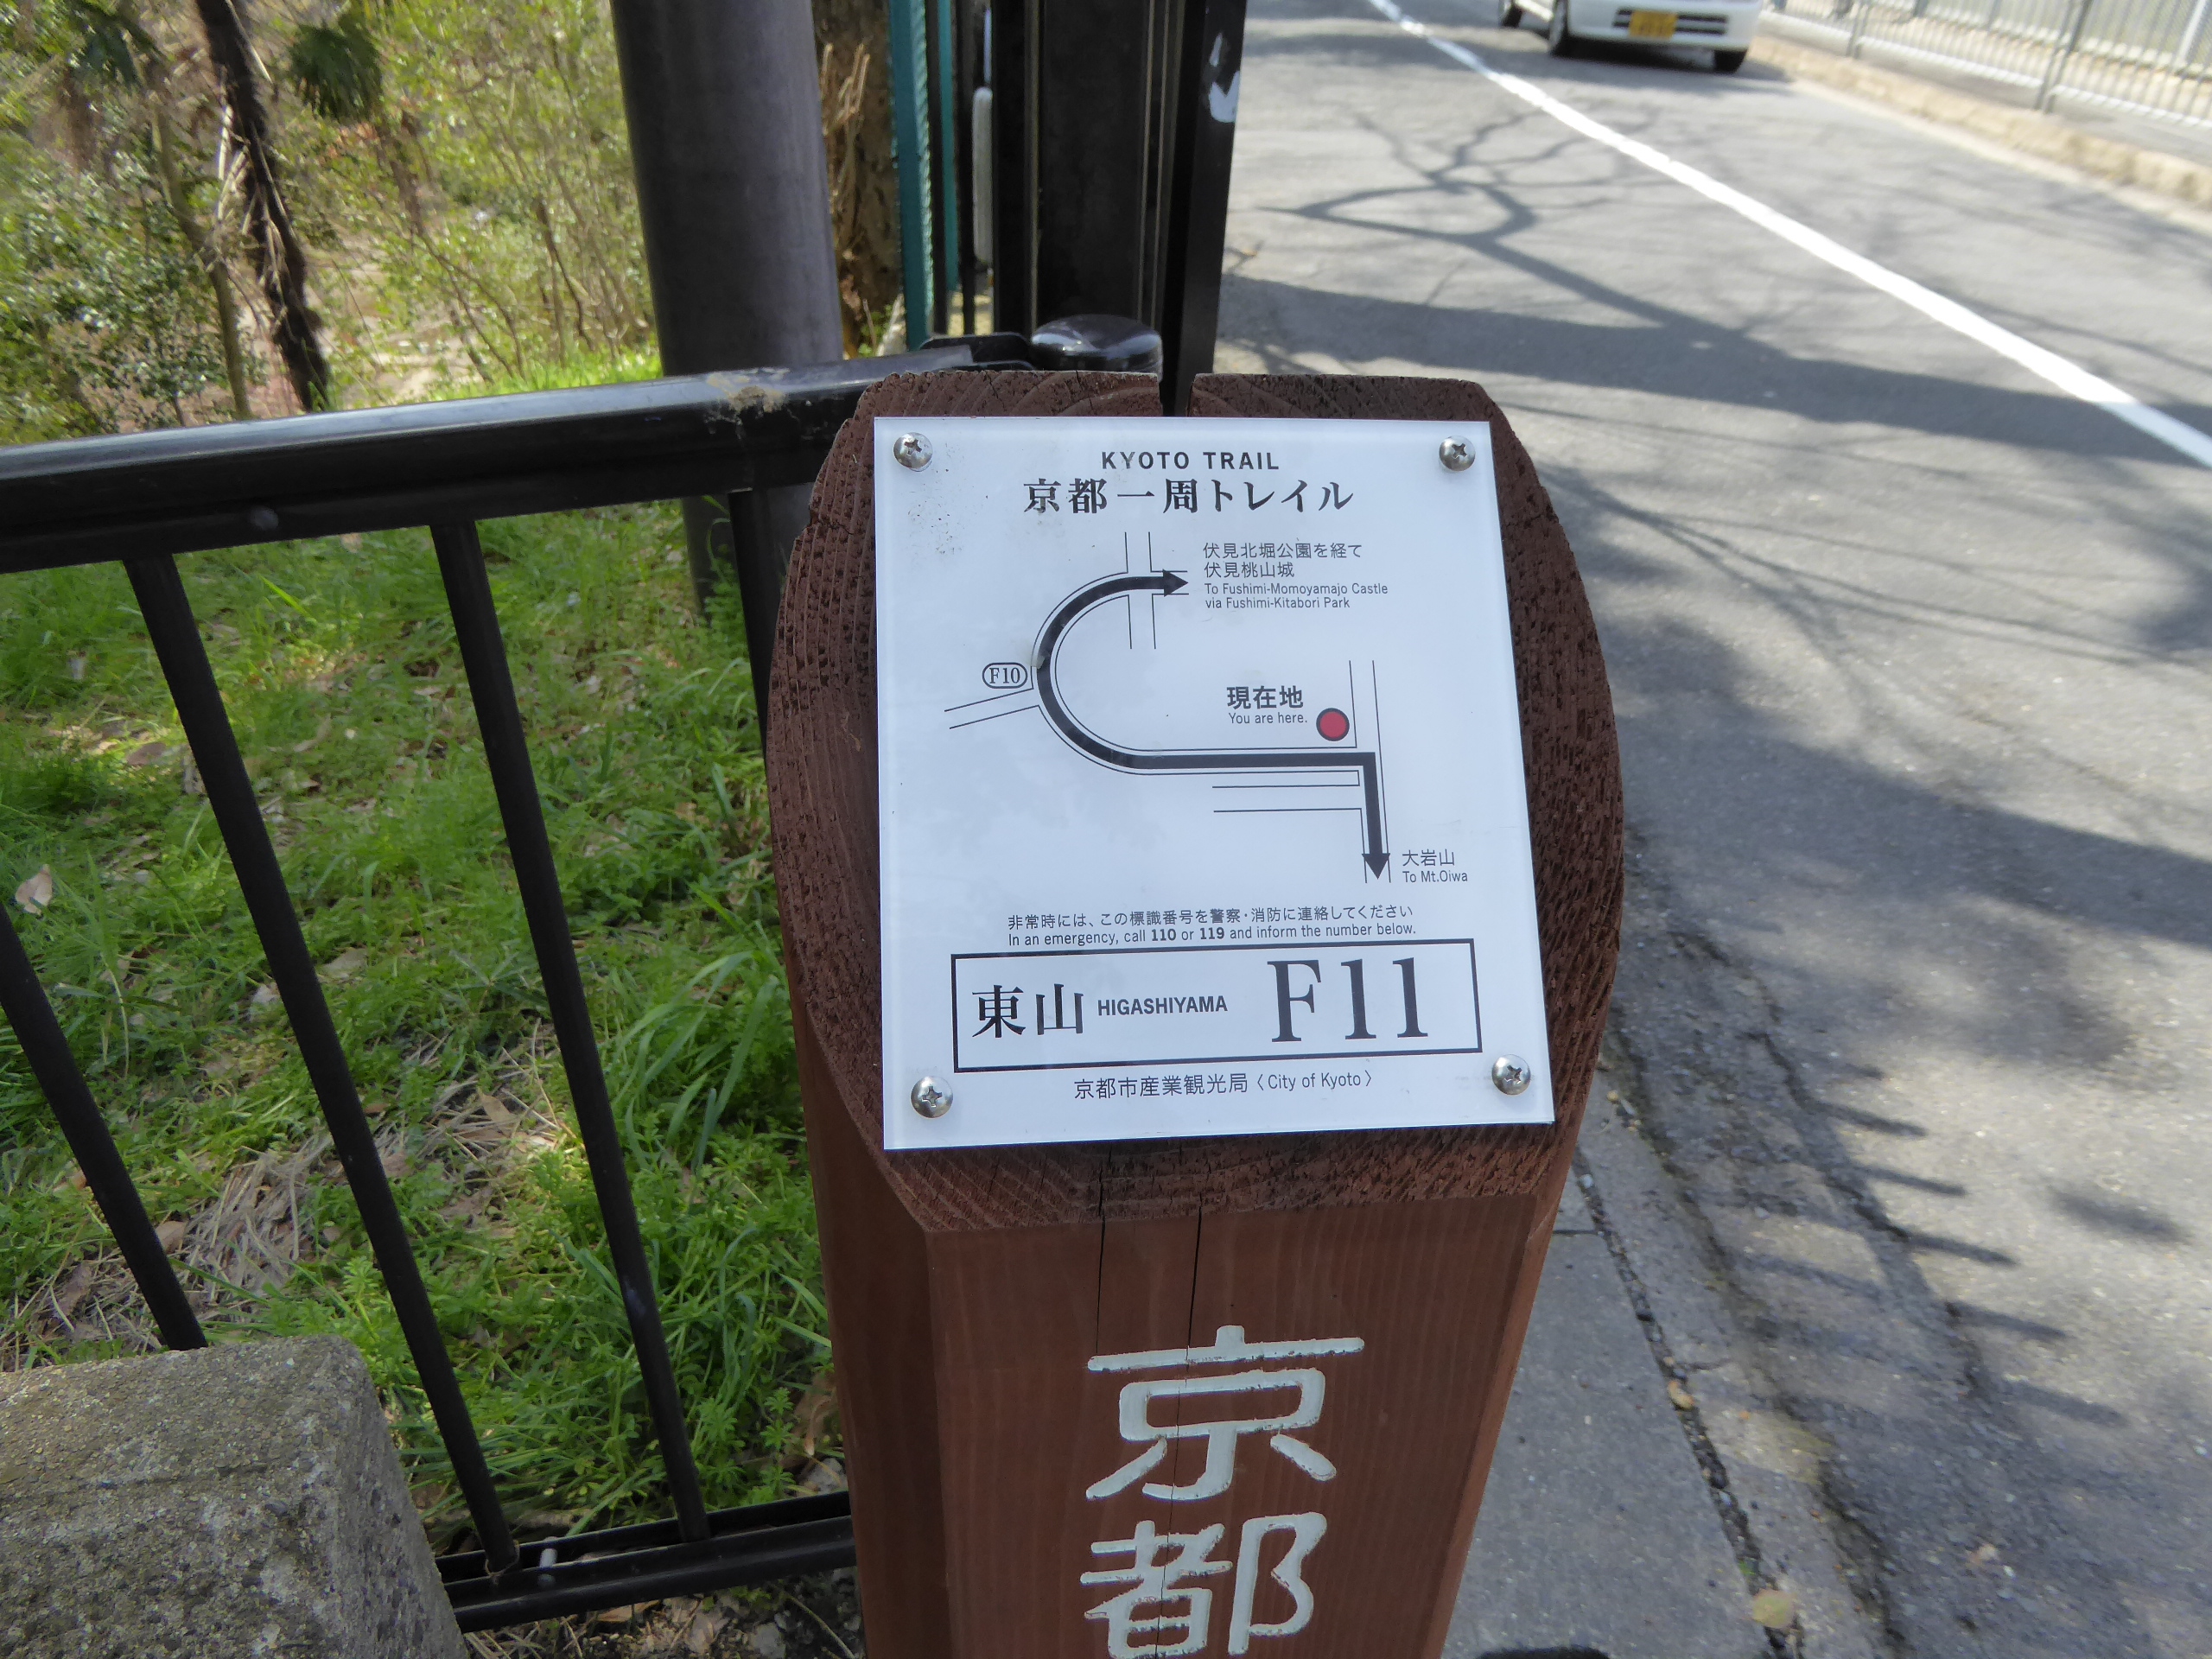 KYOTO TRAIL
京都一周トレイル
伏見北堀公園を経て
伏見桃山城
To Fushimi-Momoyamajo Castle
via Fushimi-Kitabori Park
F10
現在地
You are here.
大岩山
To Mt.Oiwa
非常時には、この標識番号を警察・消防に連絡してください
In an emergency, call 110 or 119 and inform the number below.
東山 HIGASHIYAMA F11
京都市産業観光局〈City of Kyoto〉
京都